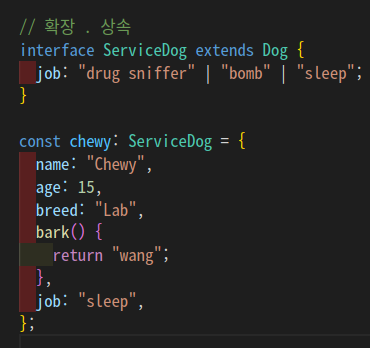 // 확장 . 상속
interface ServiceDog extends Dog {
job: "drug sniffer" | "bomb" | "sleep";
}
const chewy: ServiceDog = {
name: "Chewy",
age: 15,
breed: "Lab",
bark() {
return "wang";
},
job: "sleep",
};